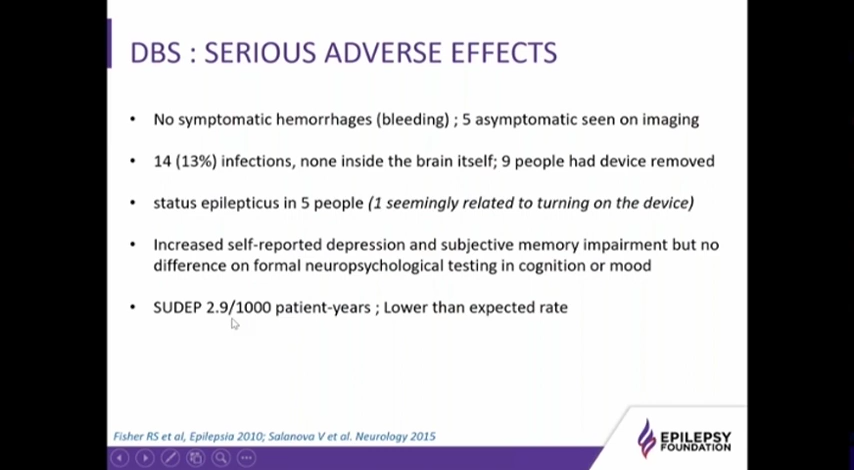 DBS : SERIOUS ADVERSE EFFECTS
• No symptomatic hemorrhages (bleeding) ; 5 asymptomatic seen on imaging
• 14 (13%) infections, none inside the brain itself; 9 people had device removed
• status epilepticus in 5 people (1 seemingly related to turning on the device)
• Increased self-reported depression and subjective memory impairment but no
difference on formal neuropsychological testing in cognition or mood
• SUDEP 2.9/1000 patient-years ; Lower than expected rate
Fisher RS et al, Epilepsia 2010; Salanova V et al. Neurology 2015
EPILEPSY
FOUNDATION